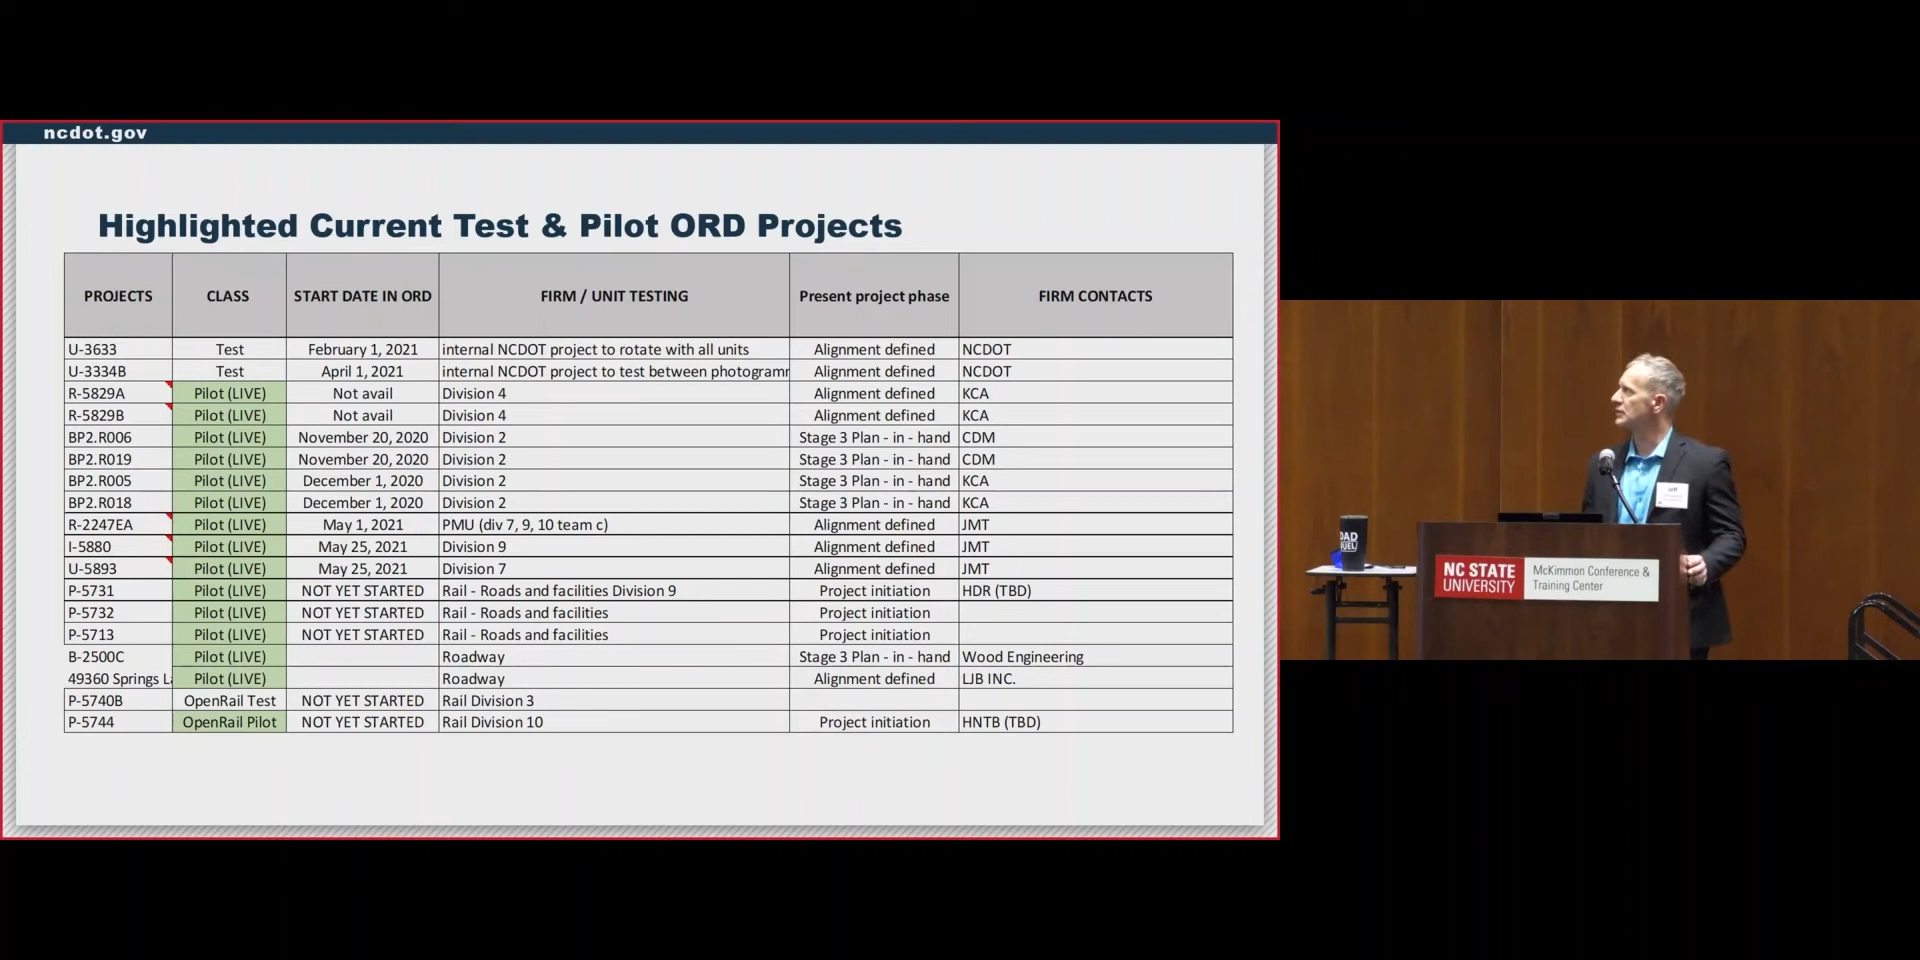 ncdot.gov
Highlighted Current Test & Pilot ORD Projects
PROJECTS CLASS START DATE IN ORD FIRM / UNIT TESTING Present project phase FIRM CONTACTS
U-3633 Test February 1, 2021 internal NCDOT project to rotate with all units Alignment defined NCDOT
U-3334B Test April 1, 2021 internal NCDOT project to test between photogramr Alignment defined NCDOT
R-5829A Pilot (LIVE) Not avail Division 4 Alignment defined KCA
R-5829B Pilot (LIVE) Not avail Division 4 Alignment defined KCA
BP2.R006 Pilot (LIVE) November 20, 2020 Division 2 Stage 3 Plan - in - hand CDM
BP2.R019 Pilot (LIVE) November 20, 2020 Division 2 Stage 3 Plan - in - hand CDM
BP2.R005 Pilot (LIVE) December 1, 2020 Division 2 Stage 3 Plan - in - hand KCA
BP2.R018 Pilot (LIVE) December 1, 2020 Division 2 Stage 3 Plan - in - hand KCA
R-2247EA Pilot (LIVE) May 1, 2021 PMU (div 7, 9, 10 team c) Alignment defined JMT
I-5880 Pilot (LIVE) May 25, 2021 Division 9 Alignment defined JMT
U-5893 Pilot (LIVE) May 25, 2021 Division 7 Alignment defined JMT
P-5731 Pilot (LIVE) NOT YET STARTED Rail - Roads and facilities Division 9 Project initiation HDR (TBD)
P-5732 Pilot (LIVE) NOT YET STARTED Rail - Roads and facilities Project initiation
P-5713 Pilot (LIVE) NOT YET STARTED Rail - Roads and facilities Project initiation
B-2500C Pilot (LIVE) Roadway Stage 3 Plan - in - hand Wood Engineering
49360 Springs La Pilot (LIVE) Roadway Alignment defined LJB INC.
P-5740B OpenRail Test NOT YET STARTED Rail Division 3
P-5744 OpenRail Pilot NOT YET STARTED Rail Division 10 Project initiation HNTB (TBD)
Jeff
DAD
FUEL
NC STATE
UNIVERSITY
McKimmon Conference &
Training Center